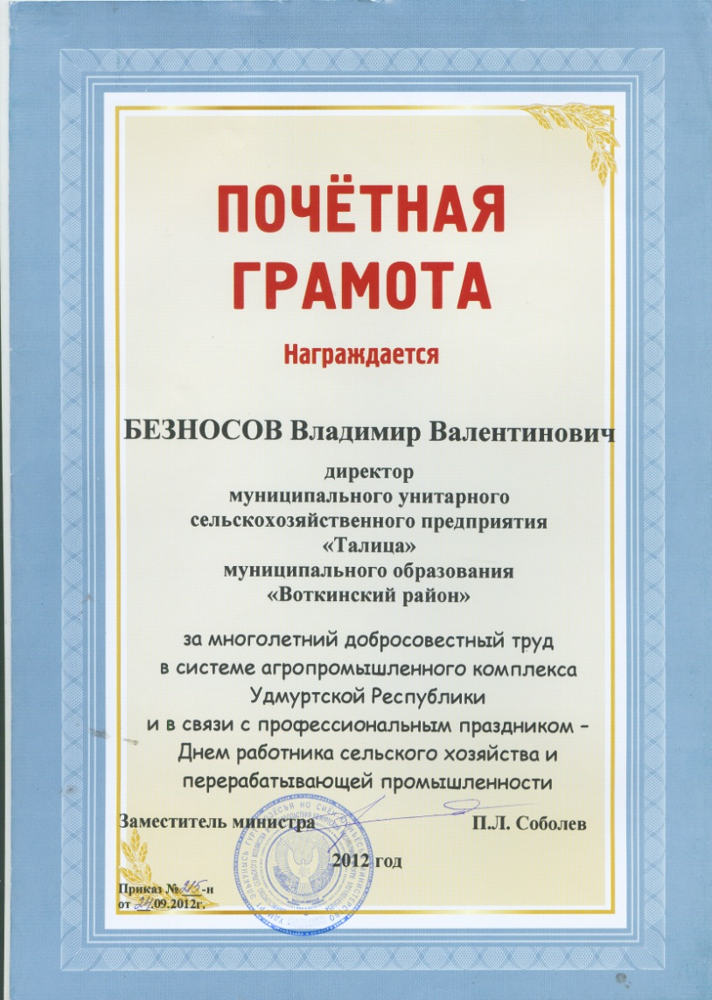 ПОЧЁТНАЯ
ГРАМОТА
Награждается
БЕЗНОСОВ Владимир Валентинович
директор
муниципального унитарного
сельскохозяйственного предприятия
«Талица»
муниципального образования
«Воткинский район»
за многолетний добросовестный труд
в системе агропромышленного комплекса
Удмуртской Республики
и в связи с профессиональным праздником –
Днем работника сельского хозяйства и
перерабатывающей промышленности
Заместитель министра П.Л. Соболев
2012 год
Приказ № -н
от 24.09.2012г.